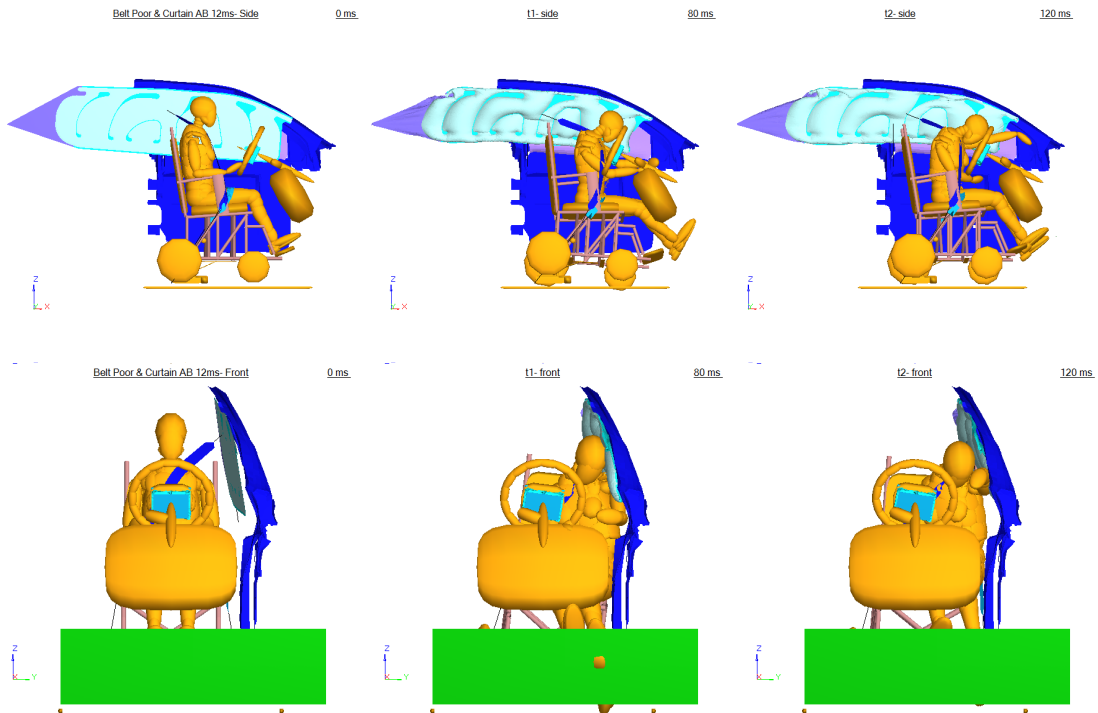 Belt Poor & Curtain AB 12ms- Side 0 ms
t1- side 80 ms
t2- side 120 ms
Z
X
Z
Y X
Z
Y X
Belt Poor & Curtain AB 12ms- Front 0 ms
t1- front 80 ms
t2- front 120 ms
Z
X Y
Z
X Y
Z
X Y